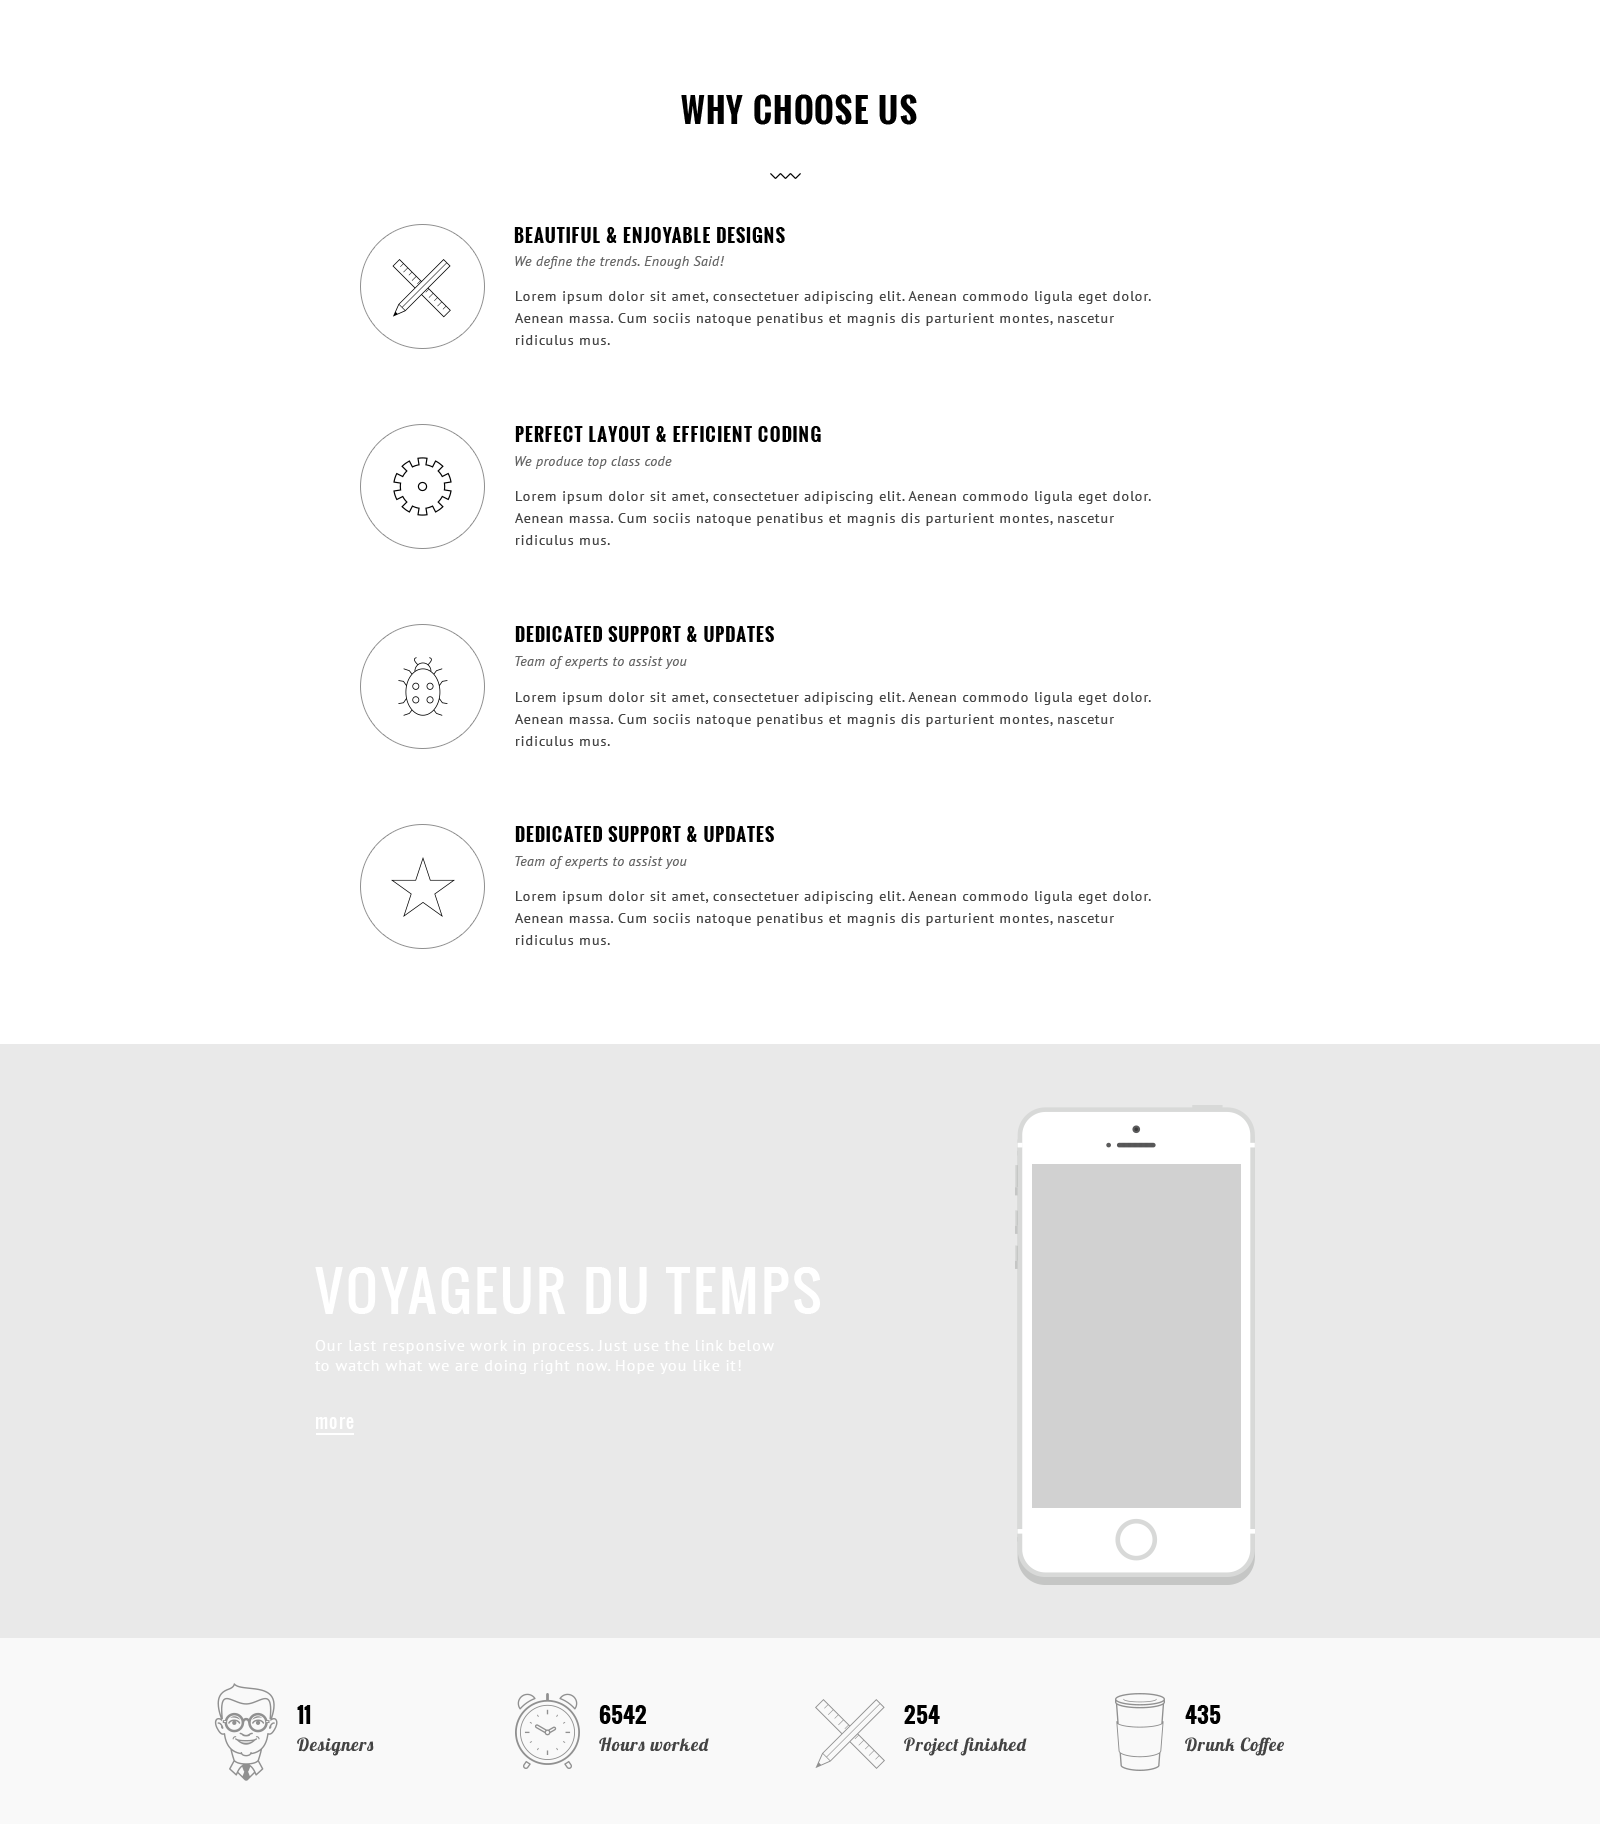 WHY CHOOSE US
BEAUTIFUL & ENJOYABLE DESIGNS
We define the trends. Enough Said!
Lorem ipsum dolor sit amet, consectetuer adipiscing elit. Aenean commodo ligula eget dolor.
Aenean massa. Cum sociis natoque penatibus et magnis dis parturient montes, nascetur
ridiculus mus.
PERFECT LAYOUT & EFFICIENT CODING
We produce top class code
Lorem ipsum dolor sit amet, consectetuer adipiscing elit. Aenean commodo ligula eget dolor.
Aenean massa. Cum sociis natoque penatibus et magnis dis parturient montes, nascetur
ridiculus mus.
DEDICATED SUPPORT & UPDATES
Team of experts to assist you
Lorem ipsum dolor sit amet, consectetuer adipiscing elit. Aenean commodo ligula eget dolor.
Aenean massa. Cum sociis natoque penatibus et magnis dis parturient montes, nascetur
ridiculus mus.
DEDICATED SUPPORT & UPDATES
Team of experts to assist you
Lorem ipsum dolor sit amet, consectetuer adipiscing elit. Aenean commodo ligula eget dolor.
Aenean massa. Cum sociis natoque penatibus et magnis dis parturient montes, nascetur
ridiculus mus.
VOYAGEUR DU TEMPS
Our last responsive work in process. Just use the link below
to watch what we are doing right now. Hope you like it!
more
11
Designers
6542
Hours worked
254
Project finished
435
Drunk Coffee